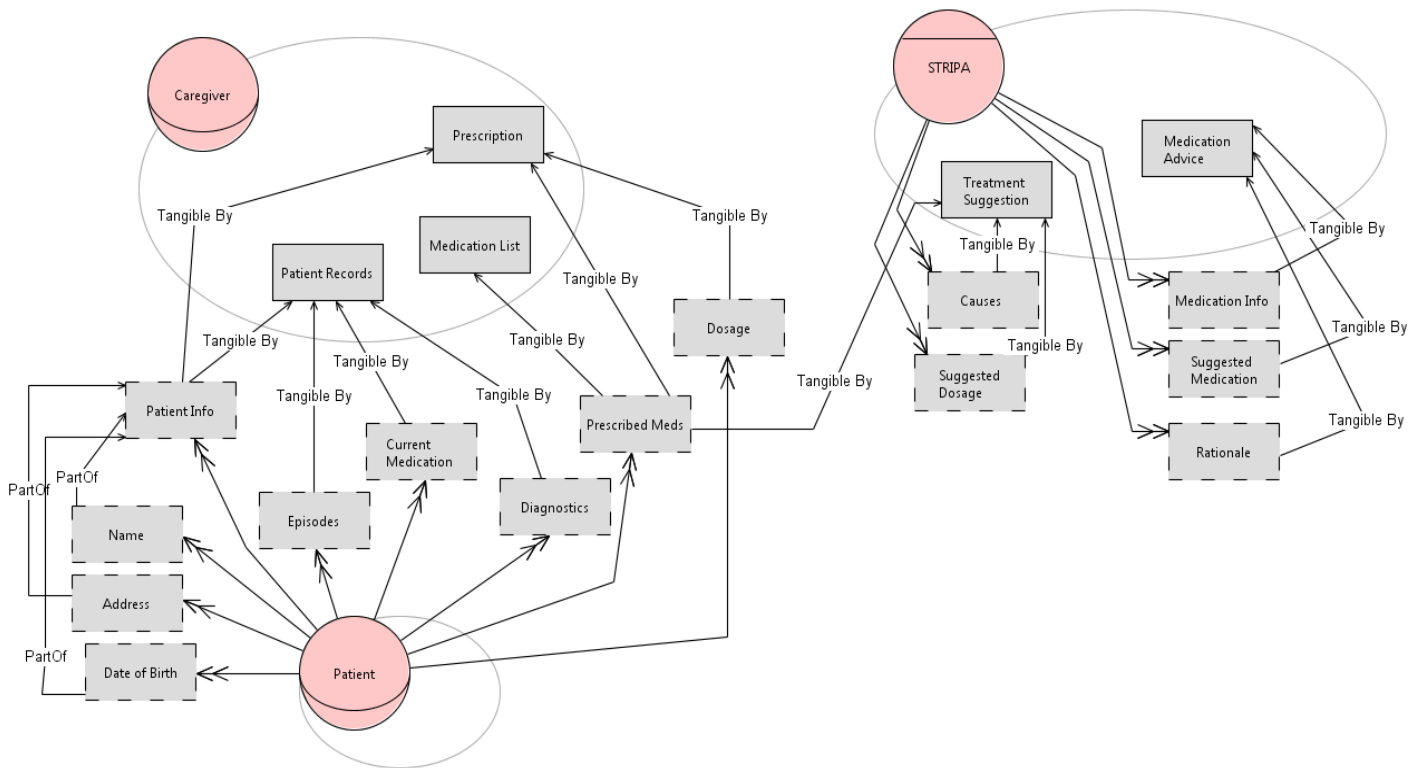 Caregiver
STRIPA
Prescription
Medication
Advice
Treatment
Suggestion
Tangible By
Tangible By
Tangible By
Tangible By
Medication List
Patient Records
Tangible By
Causes
Medication Info
Dosage
Tangible By
Tangible By
Tangible By
Tangible By
Tangible By
Suggested
Dosage
Suggested
Medication
Tangible By
Tangible By
Tangible By
Patient Info
Prescribed Meds
Tangible By
Current
Medication
Rationale
PartOf
PartOf
Diagnostics
Episodes
Name
Address
PartOf
Date of Birth
Patient